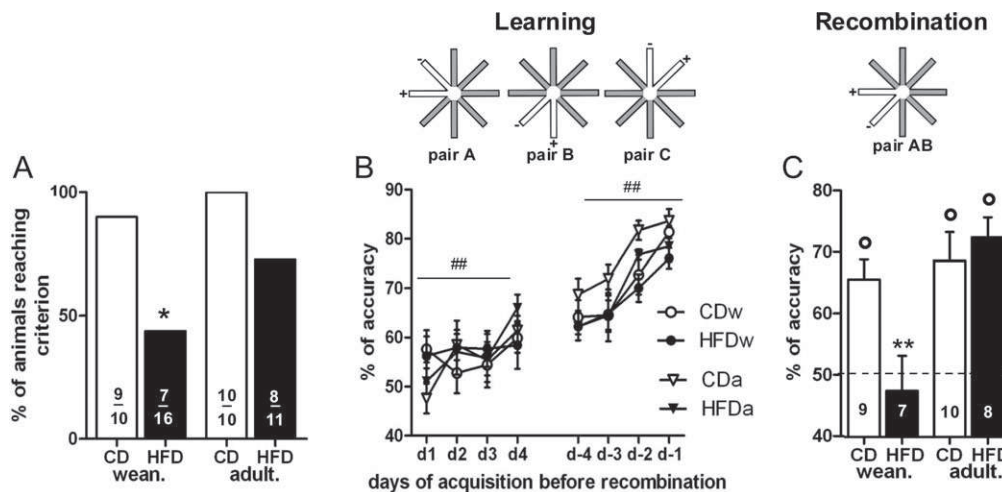 Learning
Recombination
- + pair A
- + pair B
- + pair C
+ - pair AB
A
% of animals reaching
criterion
100
50
0
*
9
10
7
16
10
10
8
11
CD HFD CD HFD
wean. adult.
B
% of accuracy
90
80
70
60
50
40
##
##
CDw
HFDw
CDa
HFDa
d1 d2 d3 d4 d-4 d-3 d-2 d-1
days of acquisition before recombination
C
% of accuracy
80
70
60
50
40
**
9 7 10 8
CD HFD CD HFD
wean. adult.